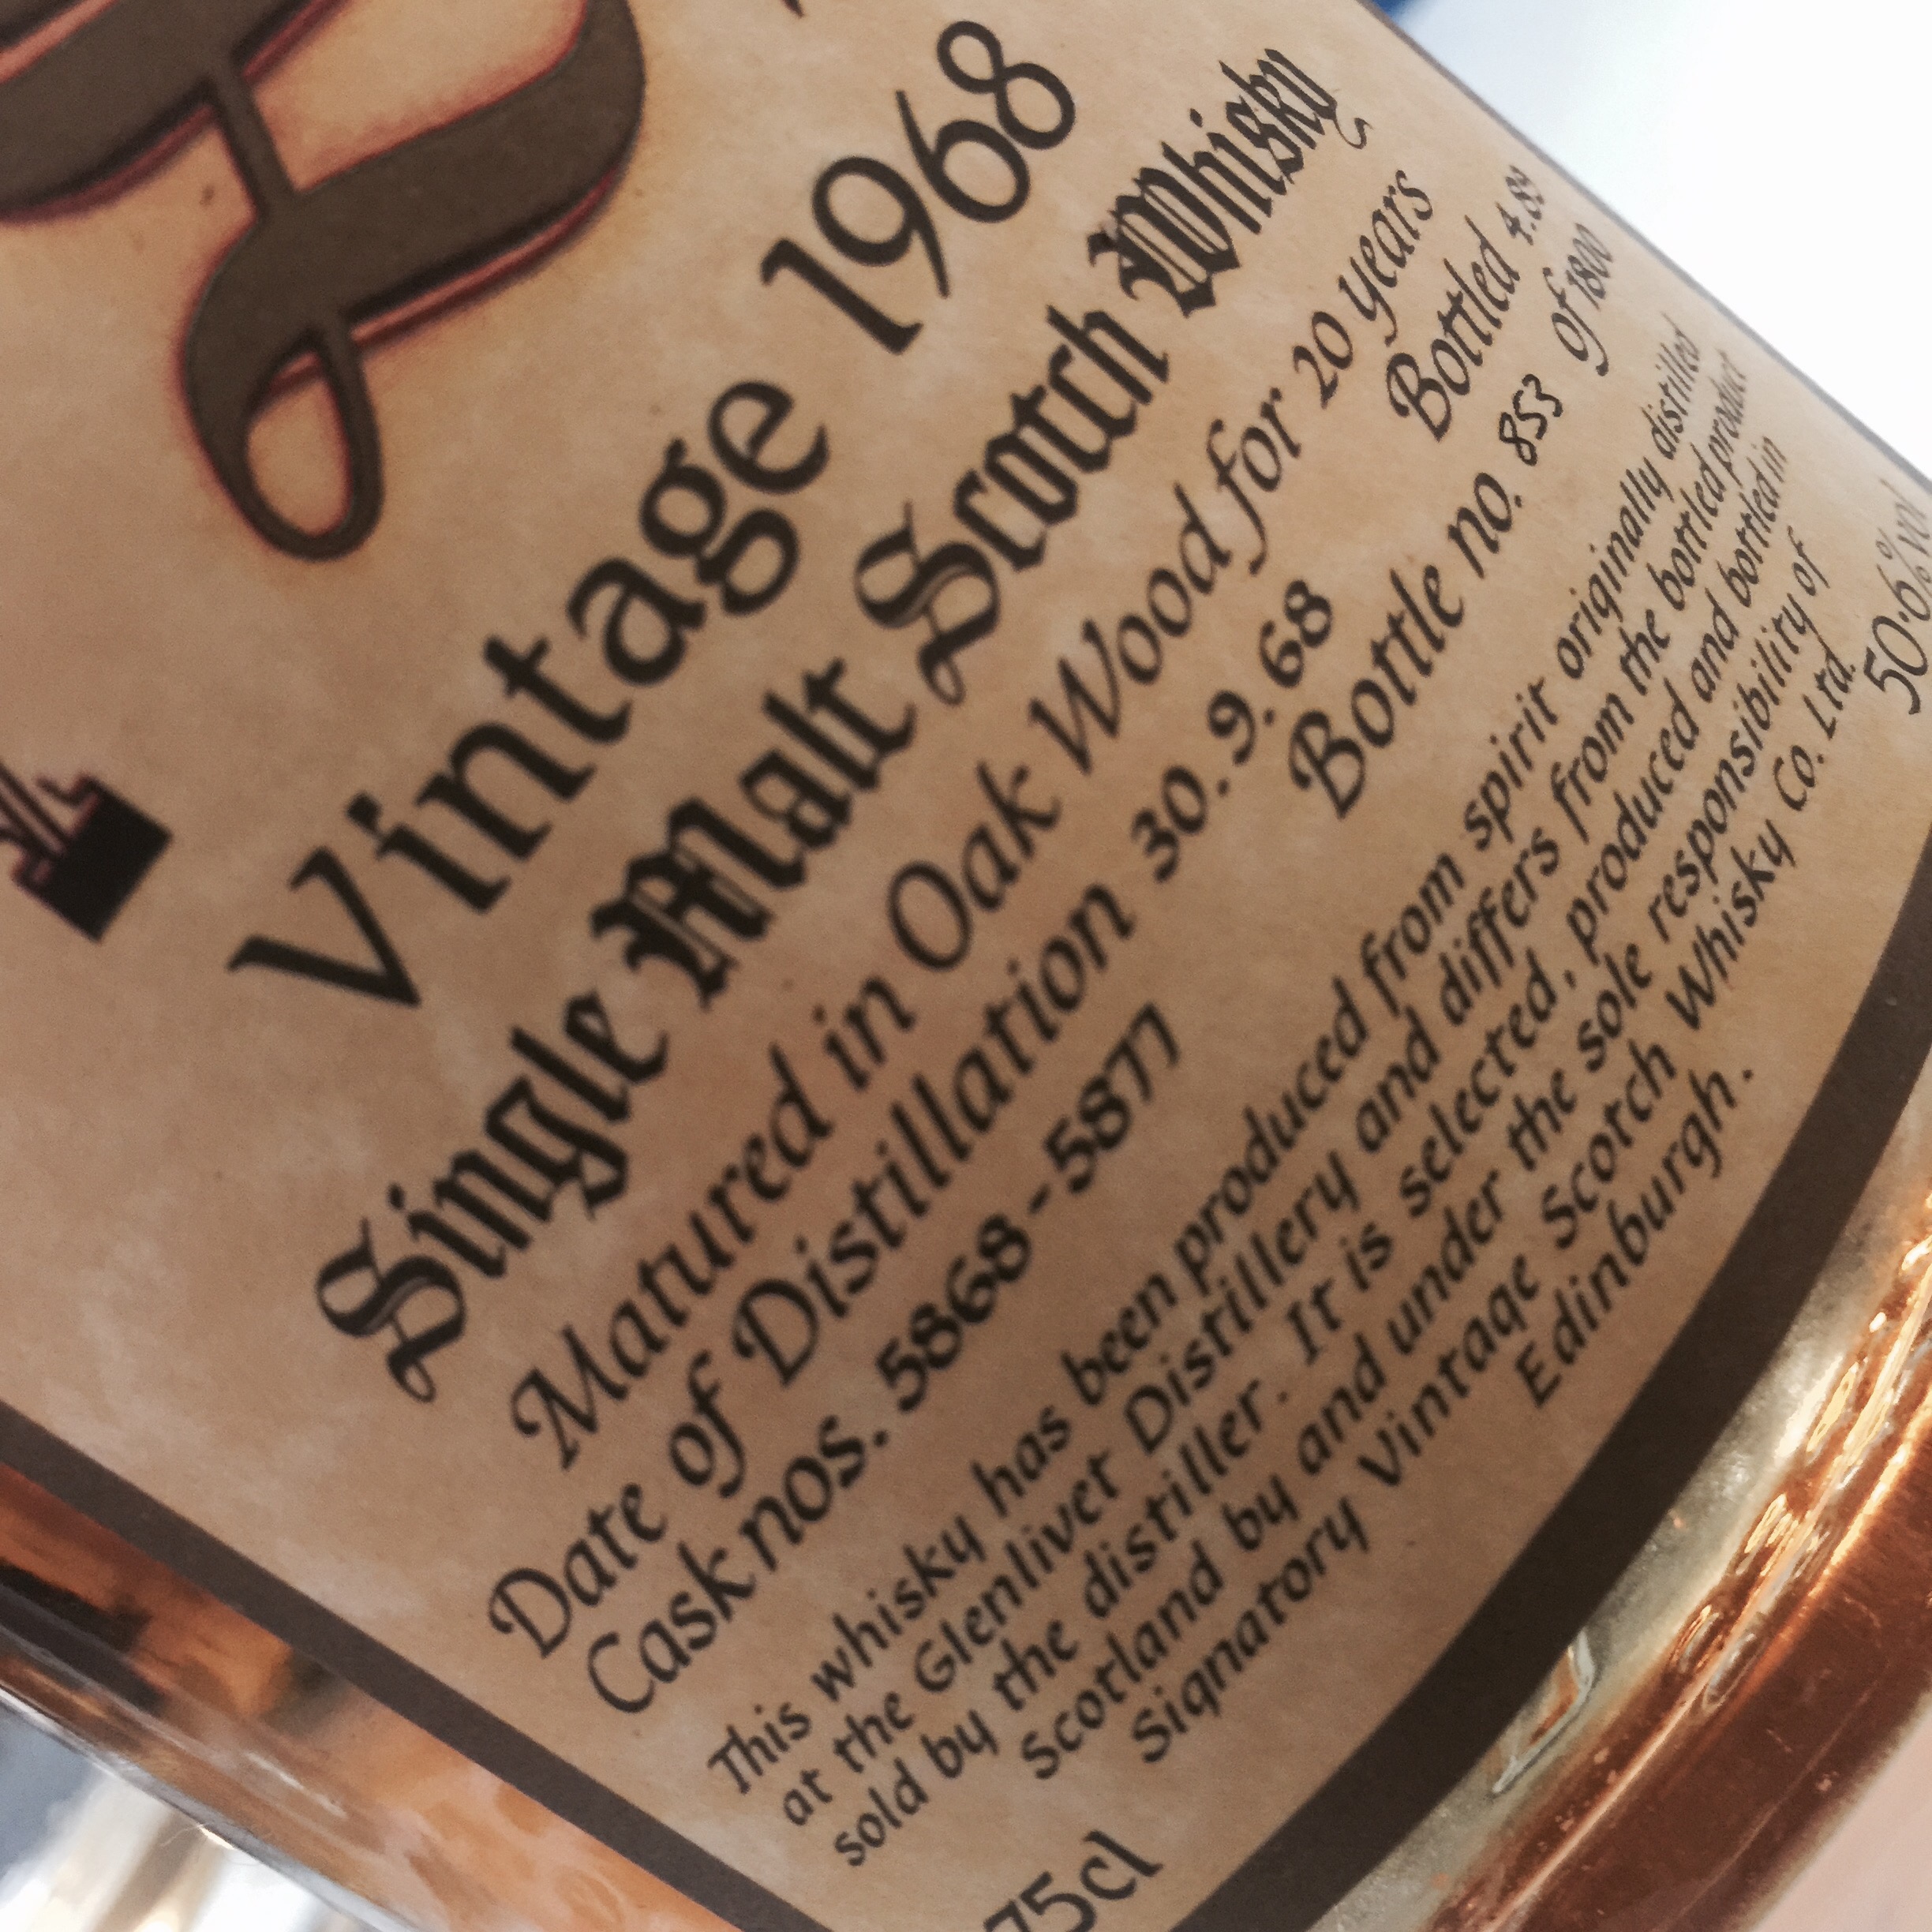 Vintage 1968
Single Malt Scotch Whisky
Matured in Oak Wood for 20 years
Date of Distillation 30.9.68 Bottled 4.89
Cask nos. 5868-5877 Bottle no. 853 of 1800
This whisky has been produced from spirit originally distilled
at the Glenlivet Distillery and differs from the bottled product
sold by the distiller. It is selected, produced and bottled in
Scotland by and under the sole responsibility of
Signatory Vintage Scotch Whisky Co. Ltd.
Edinburgh.
75cl 50·6%vol